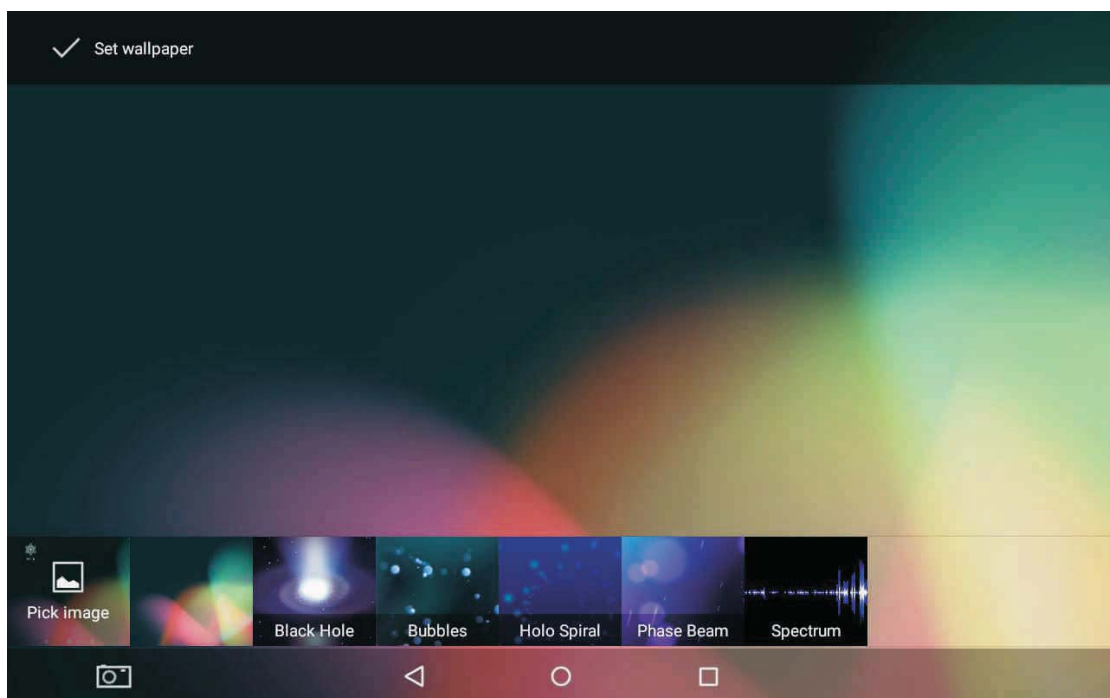 Set wallpaper
Pick image
Black Hole
Bubbles
Holo Spiral
Phase Beam
Spectrum